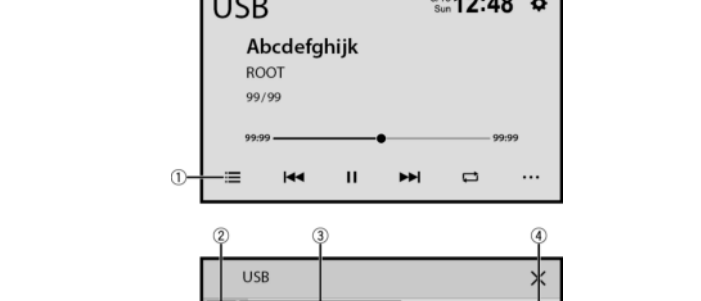 USB
Sun 12:48
Abcdefghijk
ROOT
99/99
99:99 99:99
①
② ③ ④
USB